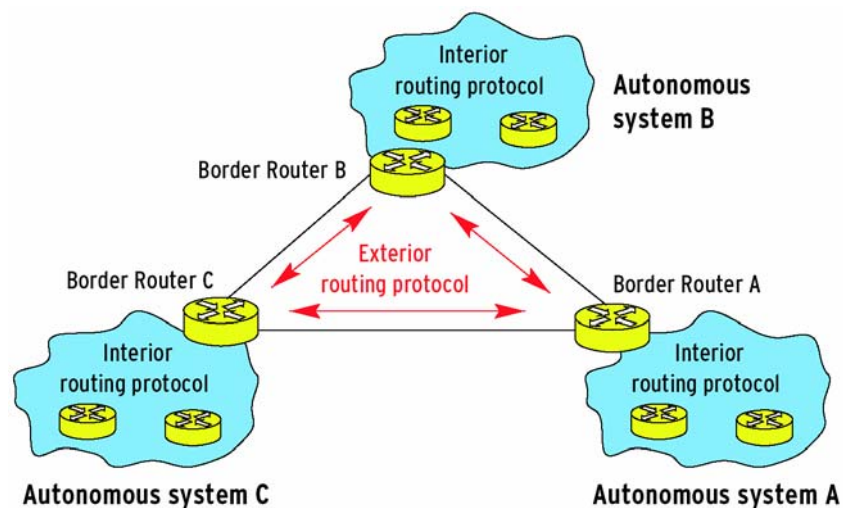 Interior
routing protocol
Autonomous
system B
Border Router B
Exterior
routing protocol
Border Router C
Border Router A
Interior
routing protocol
Interior
routing protocol
Autonomous system C
Autonomous system A